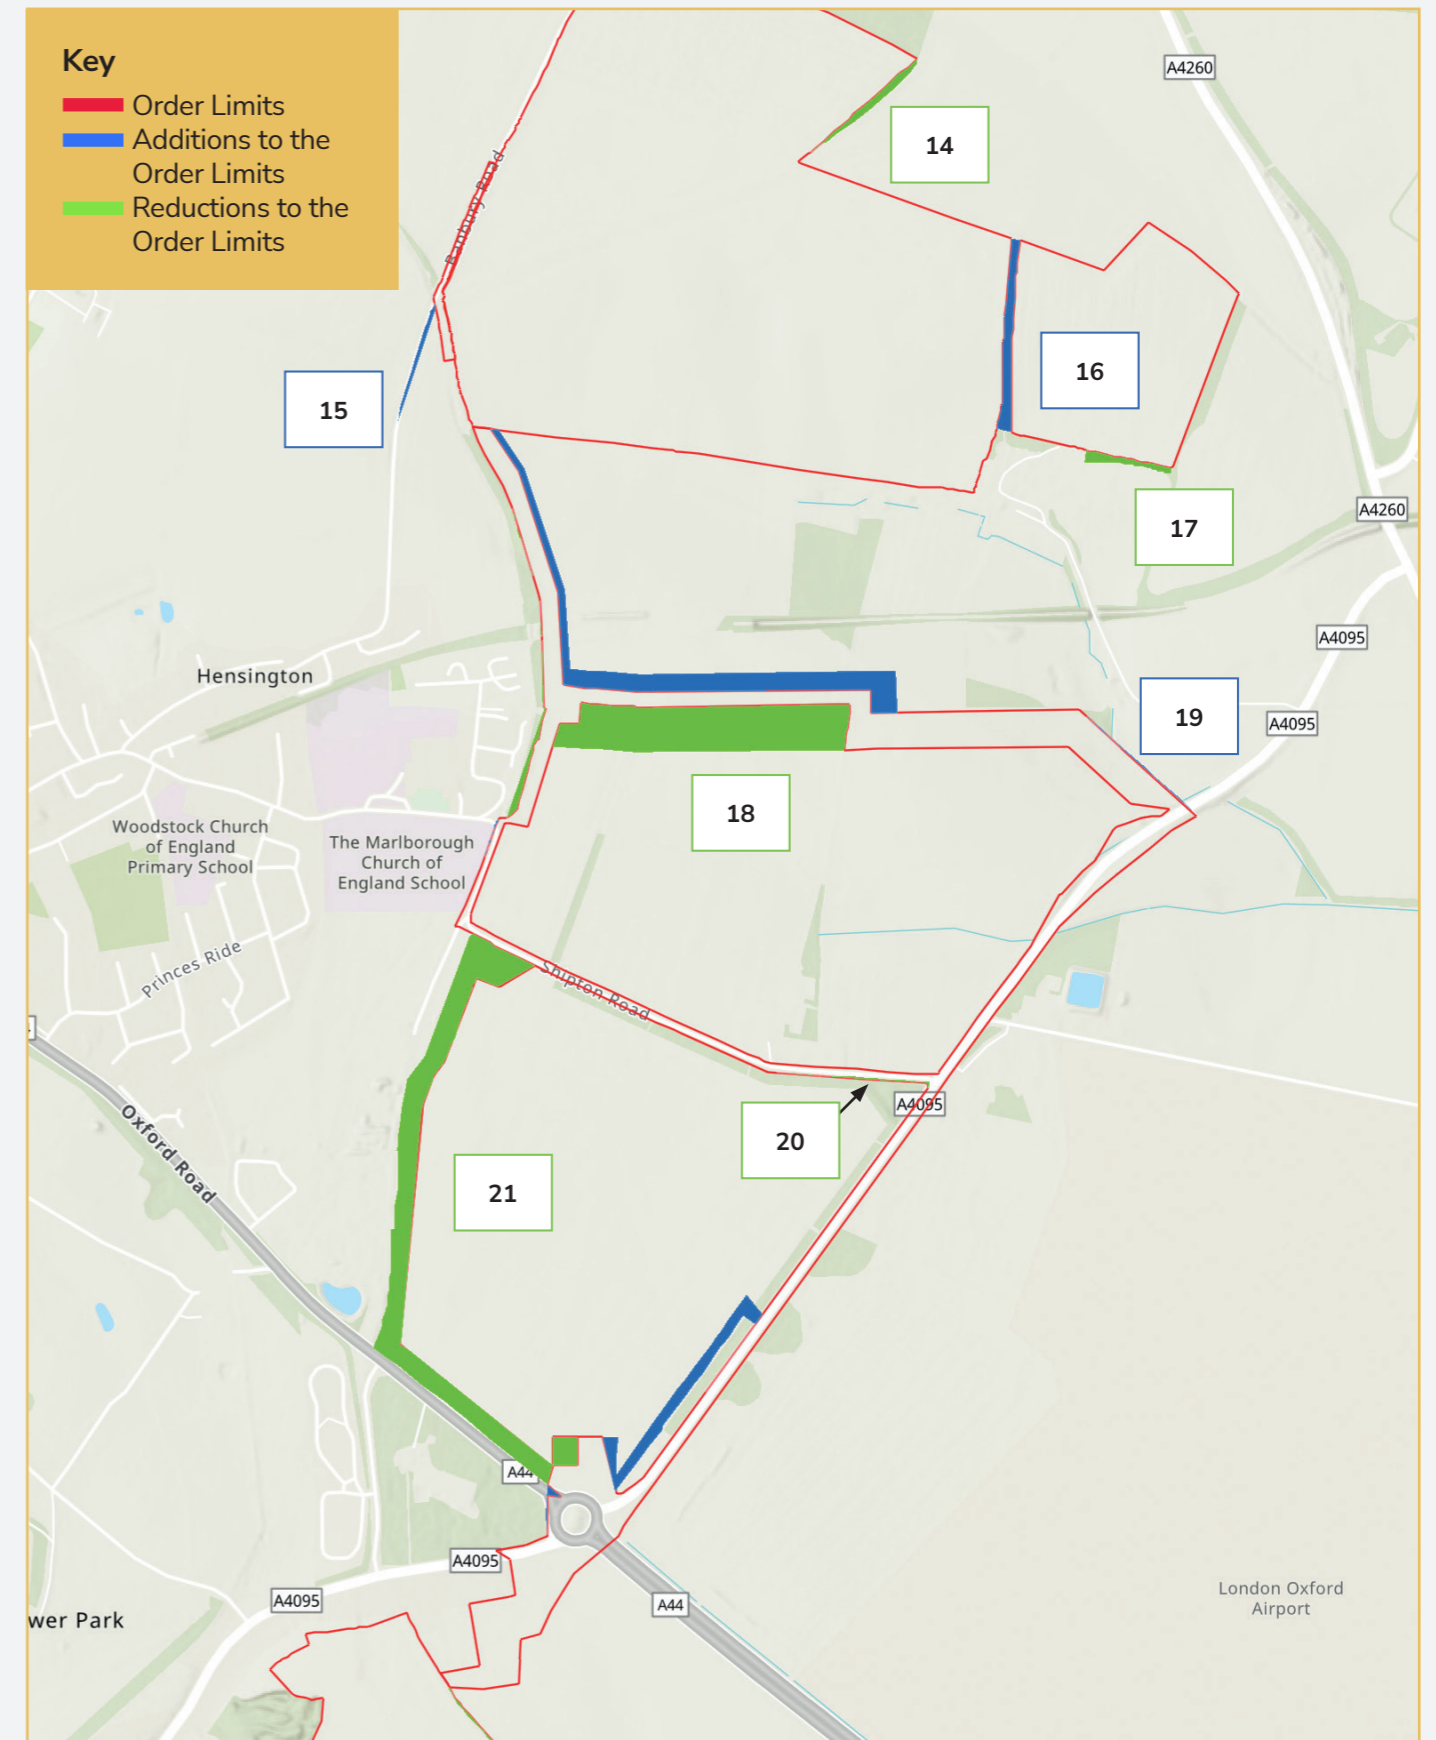 Key
Order Limits
Additions to the
Order Limits
Reductions to the
Order Limits
A4260
14
Banbury Road
16
15
A4260
17
A4095
Hensington
19
A4095
18
Woodstock Church
of England
Primary School
The Marlborough
Church of
England School
Princes Ride
Shipton Road
A4095
Oxford Road
20
21
A44
A4095
A4095
A44
London Oxford
Airport
wer Park